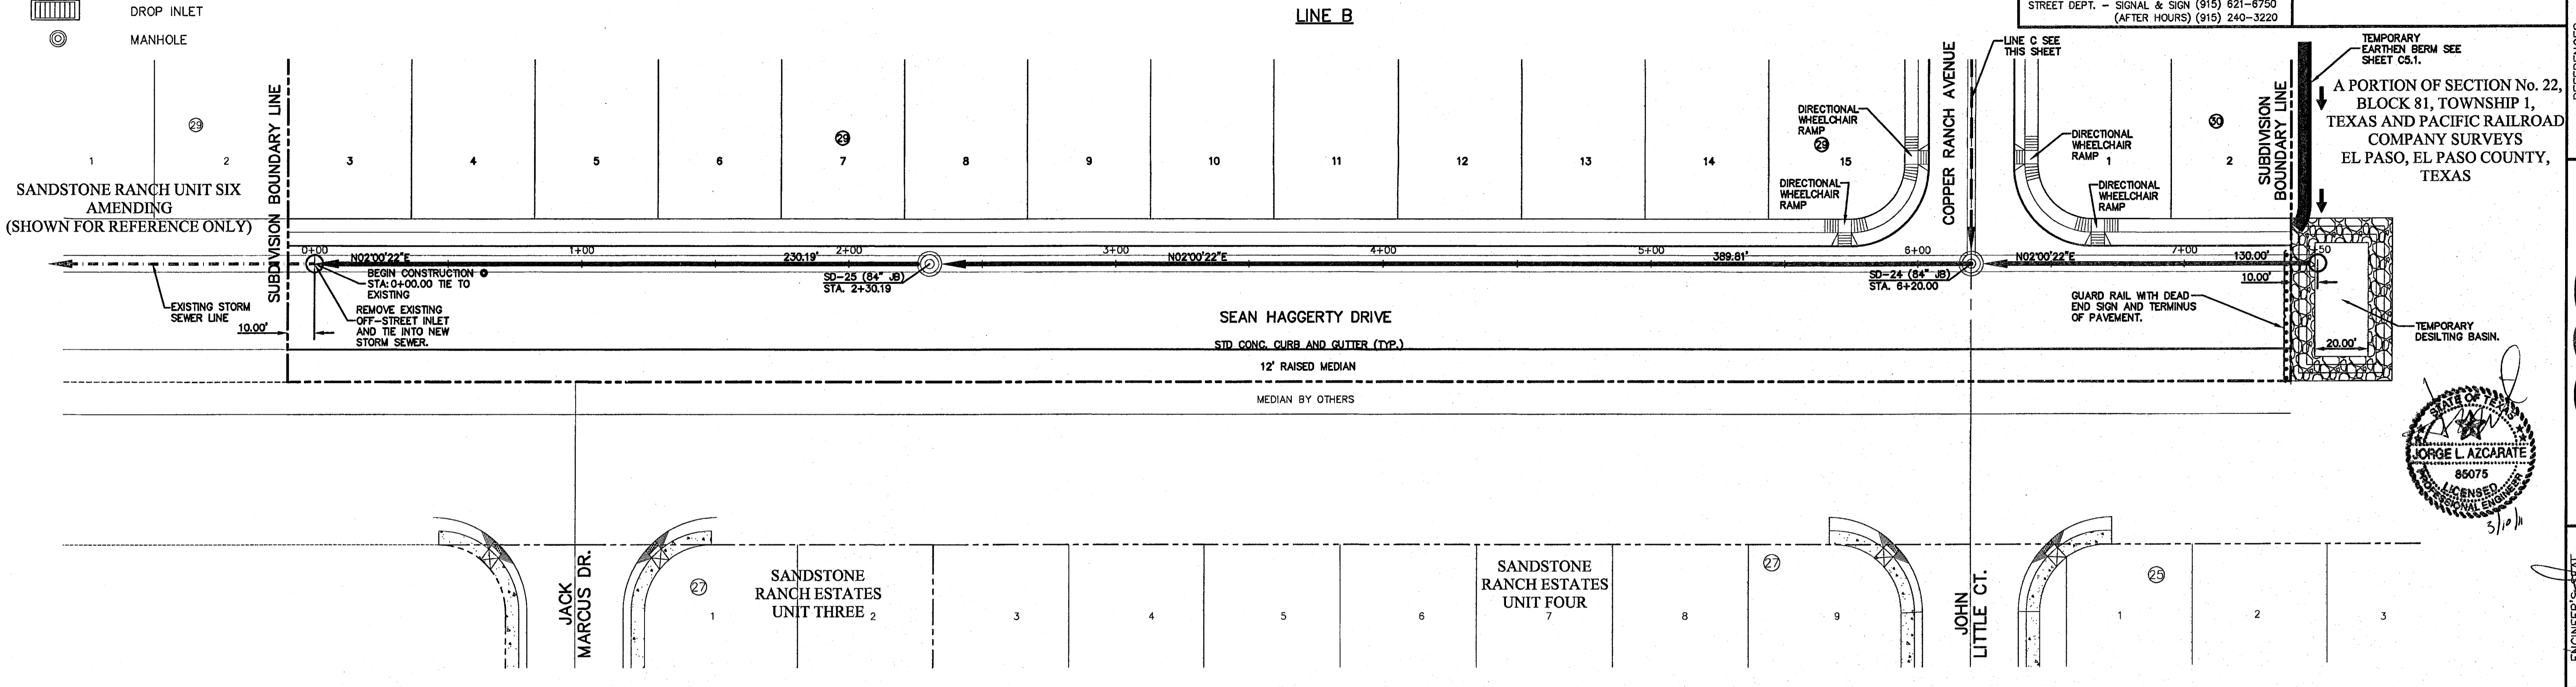 DROP INLET
MANHOLE
LINE B
STREET DEPT. - SIGNAL & SIGN (915) 621-6750
(AFTER HOURS) (915) 240-3220
SUBDIVISION BOUNDARY LINE
29
1
2
3
4
5
6
29
7
8
9
10
11
12
13
14
29
15
DIRECTIONAL
WHEELCHAIR
RAMP
DIRECTIONAL
WHEELCHAIR
RAMP
COPPER RANCH AVENUE
LINE C SEE
THIS SHEET
DIRECTIONAL
WHEELCHAIR
RAMP
1
DIRECTIONAL
WHEELCHAIR
RAMP
30
2
SUBDIVISION
BOUNDARY LINE
TEMPORARY
EARTHEN BERM SEE
SHEET C5.1.
A PORTION OF SECTION No. 22,
BLOCK 81, TOWNSHIP 1,
TEXAS AND PACIFIC RAILROAD
COMPANY SURVEYS
EL PASO, EL PASO COUNTY,
TEXAS
SANDSTONE RANCH UNIT SIX
AMENDING
(SHOWN FOR REFERENCE ONLY)
0+00
1+00
2+00
3+00
4+00
5+00
6+00
7+00
+50
N02°00'22"E
230.19'
N02°00'22"E
389.81'
N02°00'22"E
130.00'
BEGIN CONSTRUCTION @
STA: 0+00.00 TIE TO
EXISTING
REMOVE EXISTING
OFF-STREET INLET
AND TIE INTO NEW
STORM SEWER.
EXISTING STORM
SEWER LINE
10.00'
SD-25 (84" JB)
STA. 2+30.19
SD-24 (84" JB)
STA. 6+20.00
10.00'
GUARD RAIL WITH DEAD
END SIGN AND TERMINUS
OF PAVEMENT.
TEMPORARY
DESILTING BASIN.
20.00'
SEAN HAGGERTY DRIVE
STD CONC. CURB AND GUTTER (TYP.)
12' RAISED MEDIAN
MEDIAN BY OTHERS
STATE OF TEXAS
JORGE L. AZCARATE
85075
LICENSED
PROFESSIONAL ENGINEER
3/10/11
JACK
MARCUS DR.
27
1
SANDSTONE
RANCH ESTATES
UNIT THREE
2
3
4
5
6
SANDSTONE
RANCH ESTATES
UNIT FOUR
7
8
27
9
JOHN
LITTLE CT.
25
1
2
3
ENGINEER'S SEAL